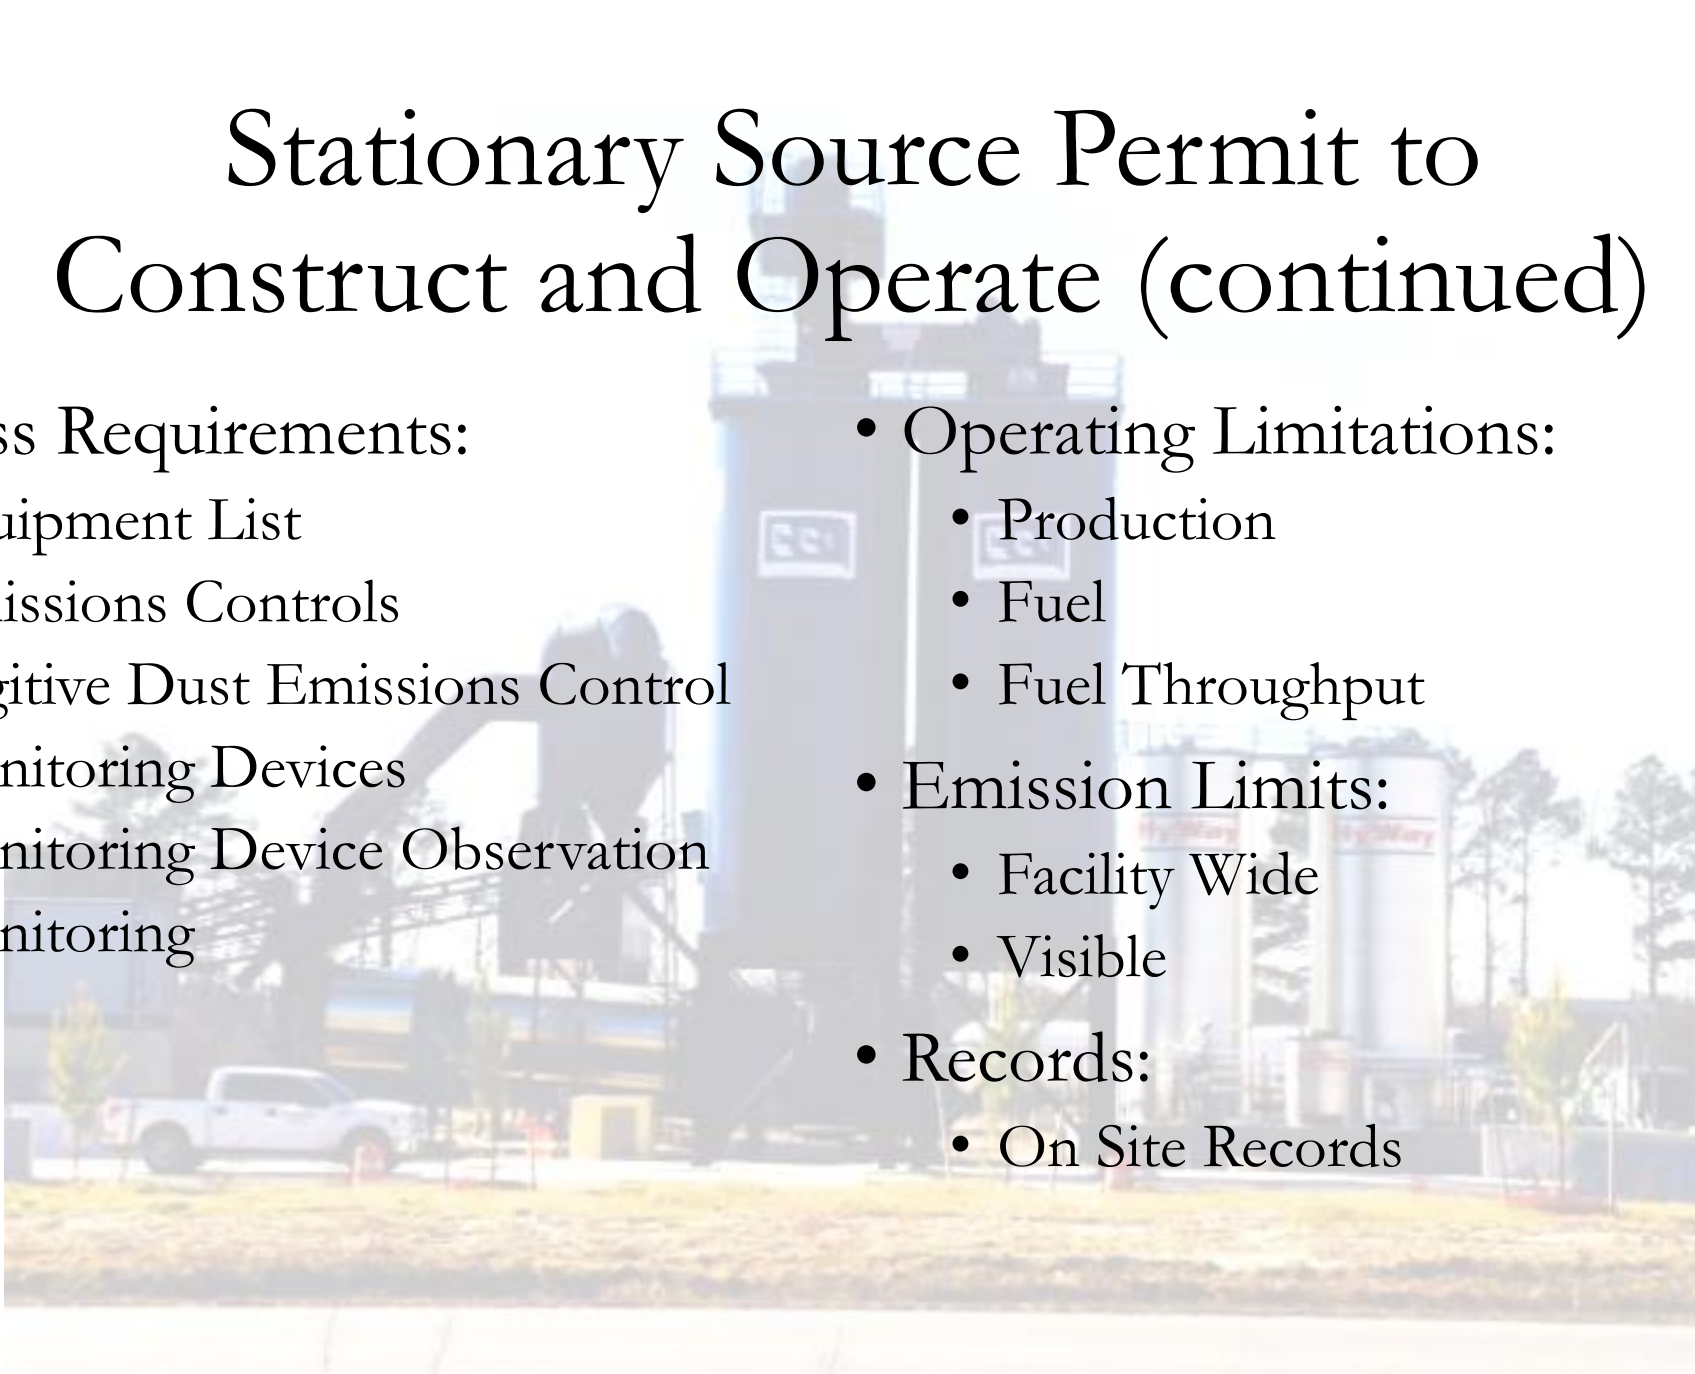 Stationary Source Permit to
Construct and Operate (continued)
ss Requirements:
uipment List
issions Controls
gitive Dust Emissions Control
nitoring Devices
nitoring Device Observation
nitoring
• Operating Limitations:
• Production
• Fuel
• Fuel Throughput
• Emission Limits:
• Facility Wide
• Visible
• Records:
• On Site Records